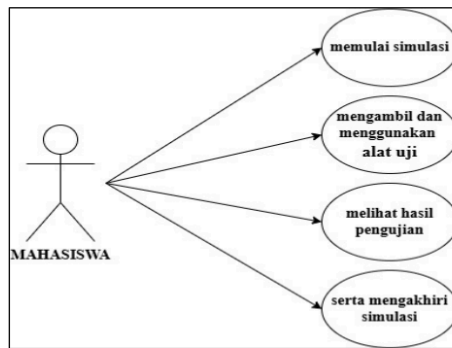 memulai simulasi
mengambil dan
menggunakan
alat uji
MAHASISWA
melihat hasil
pengujian
serta mengakhiri
simulasi